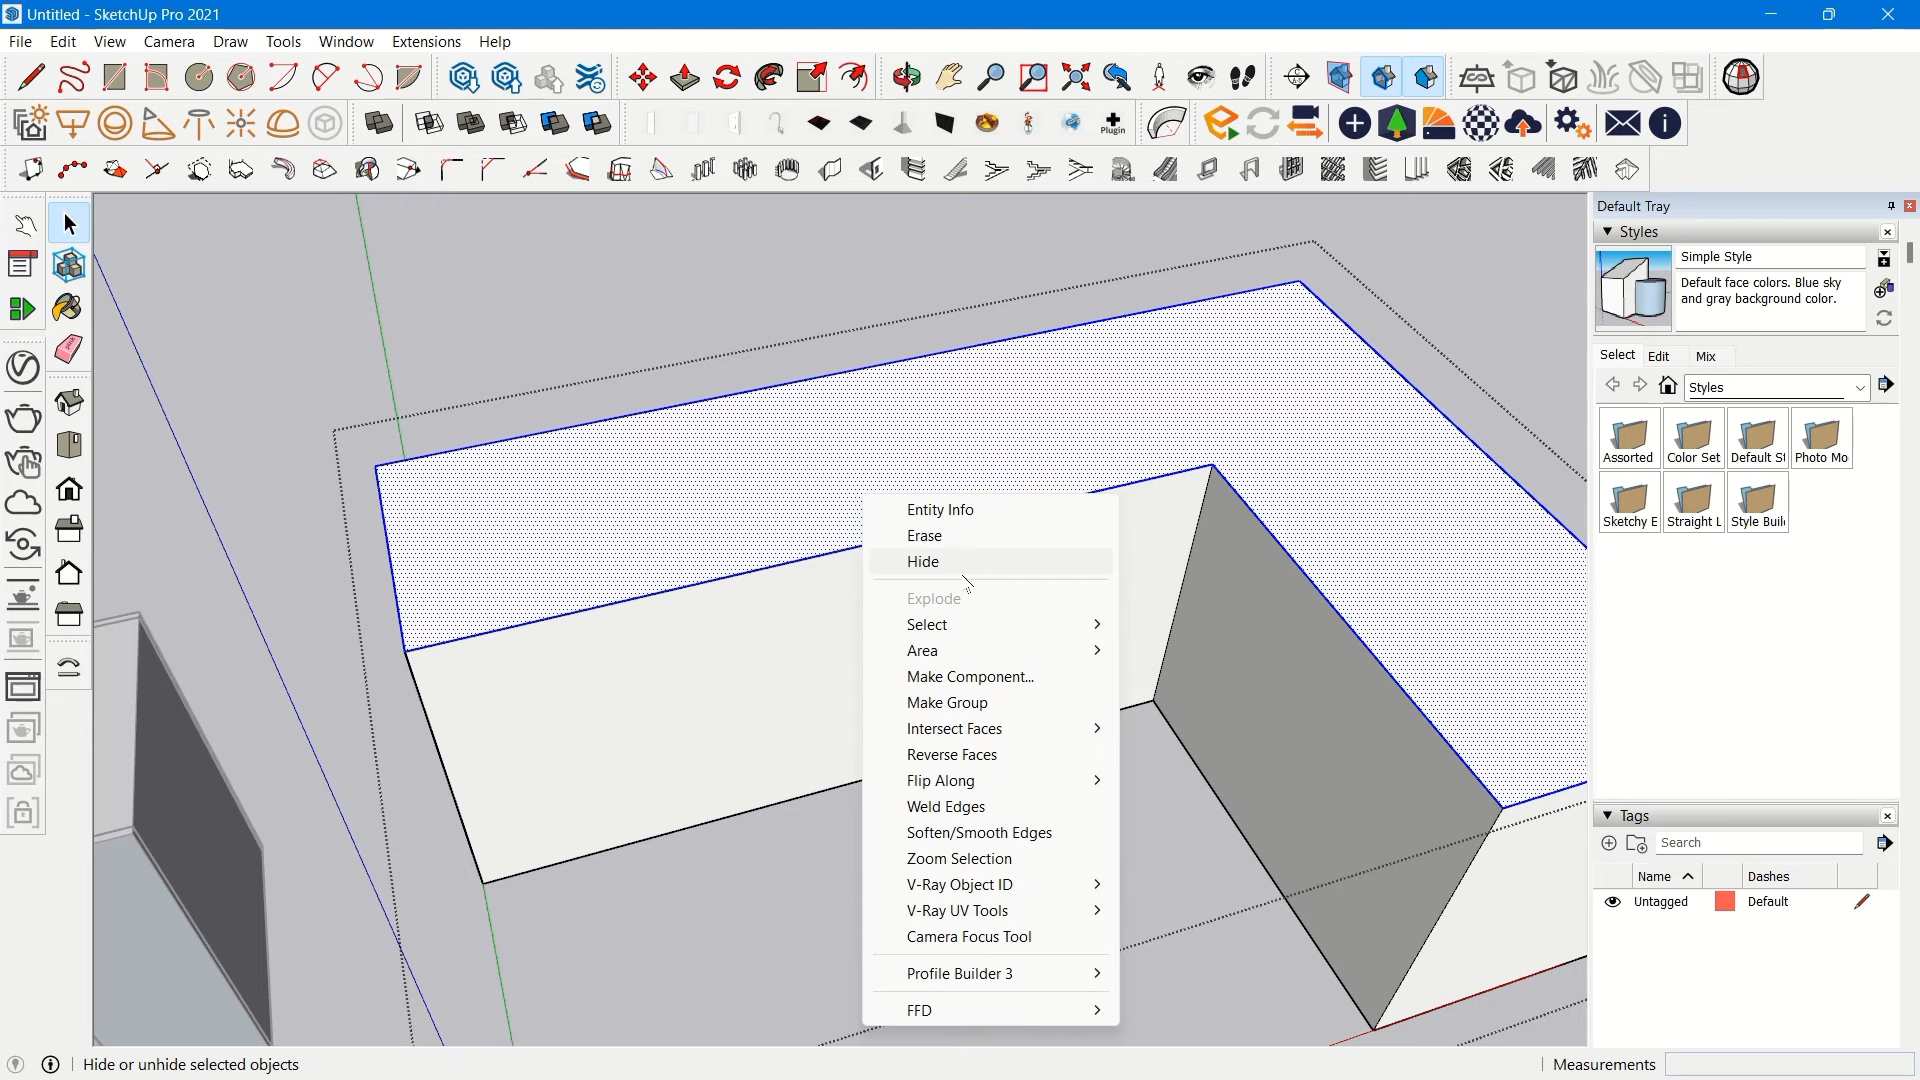 Untitled - SketchUp Pro 2021
File Edit View Camera Draw Tools Window Extensions Help
Plugin
Default Tray
Styles
Simple Style
Default face colors. Blue sky
and gray background color.
Select Edit Mix
Styles
Assorted Color Set Default St Photo Mo
Sketchy E Straight L Style Buil
Entity Info
Erase
Hide
Explode
Select
Area
Make Component...
Make Group
Intersect Faces
Reverse Faces
Flip Along
Weld Edges
Soften/Smooth Edges
Zoom Selection
V-Ray Object ID
V-Ray UV Tools
Camera Focus Tool
Profile Builder 3
FFD
Tags
Search
Name Dashes
Untagged Default
Hide or unhide selected objects
Measurements